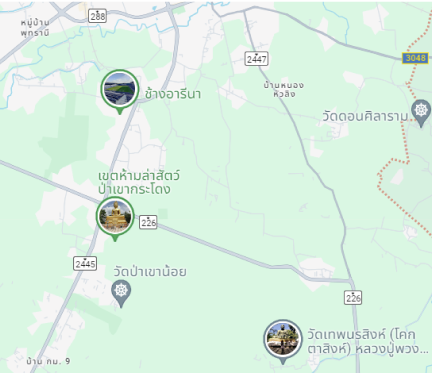 288
หมู่บ้าน
พุทรานี
2447
3048
บ้านหนอง
หัวลิง
ช้างอารีนา
วัดดอนศิลาราม...
เขตห้ามล่าสัตว์
ป่าเขากระโดง
226
2445
วัดป่าเขาน้อย
226
วัดเทพนรสิงห์ (โคก
ตาสิงห์) หลวงปู่พวง...
บ้าน กม. 9